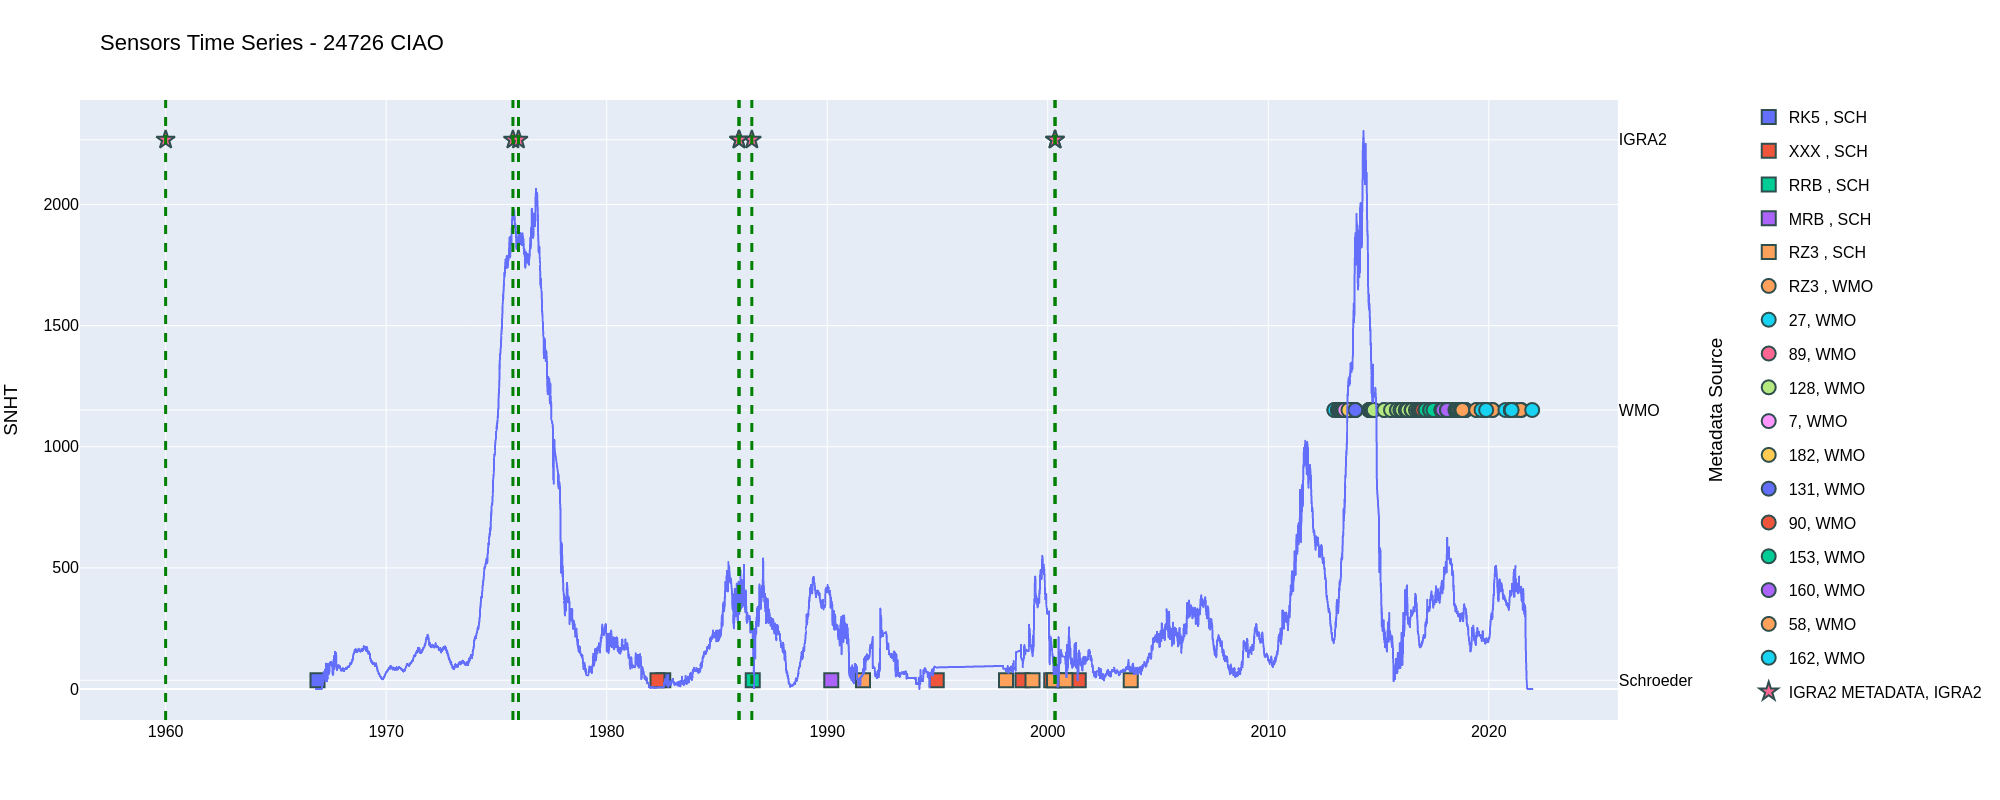 Sensors Time Series - 24726 CIAO
SNHT
2000
1500
1000
500
0
1960
1970
1980
1990
2000
2010
2020
IGRA2
WMO
Schroeder
Metadata Source
RK5 , SCH
XXX , SCH
RRB , SCH
MRB , SCH
RZ3 , SCH
RZ3 , WMO
27, WMO
89, WMO
128, WMO
7, WMO
182, WMO
131, WMO
90, WMO
153, WMO
160, WMO
58, WMO
162, WMO
IGRA2 METADATA, IGRA2